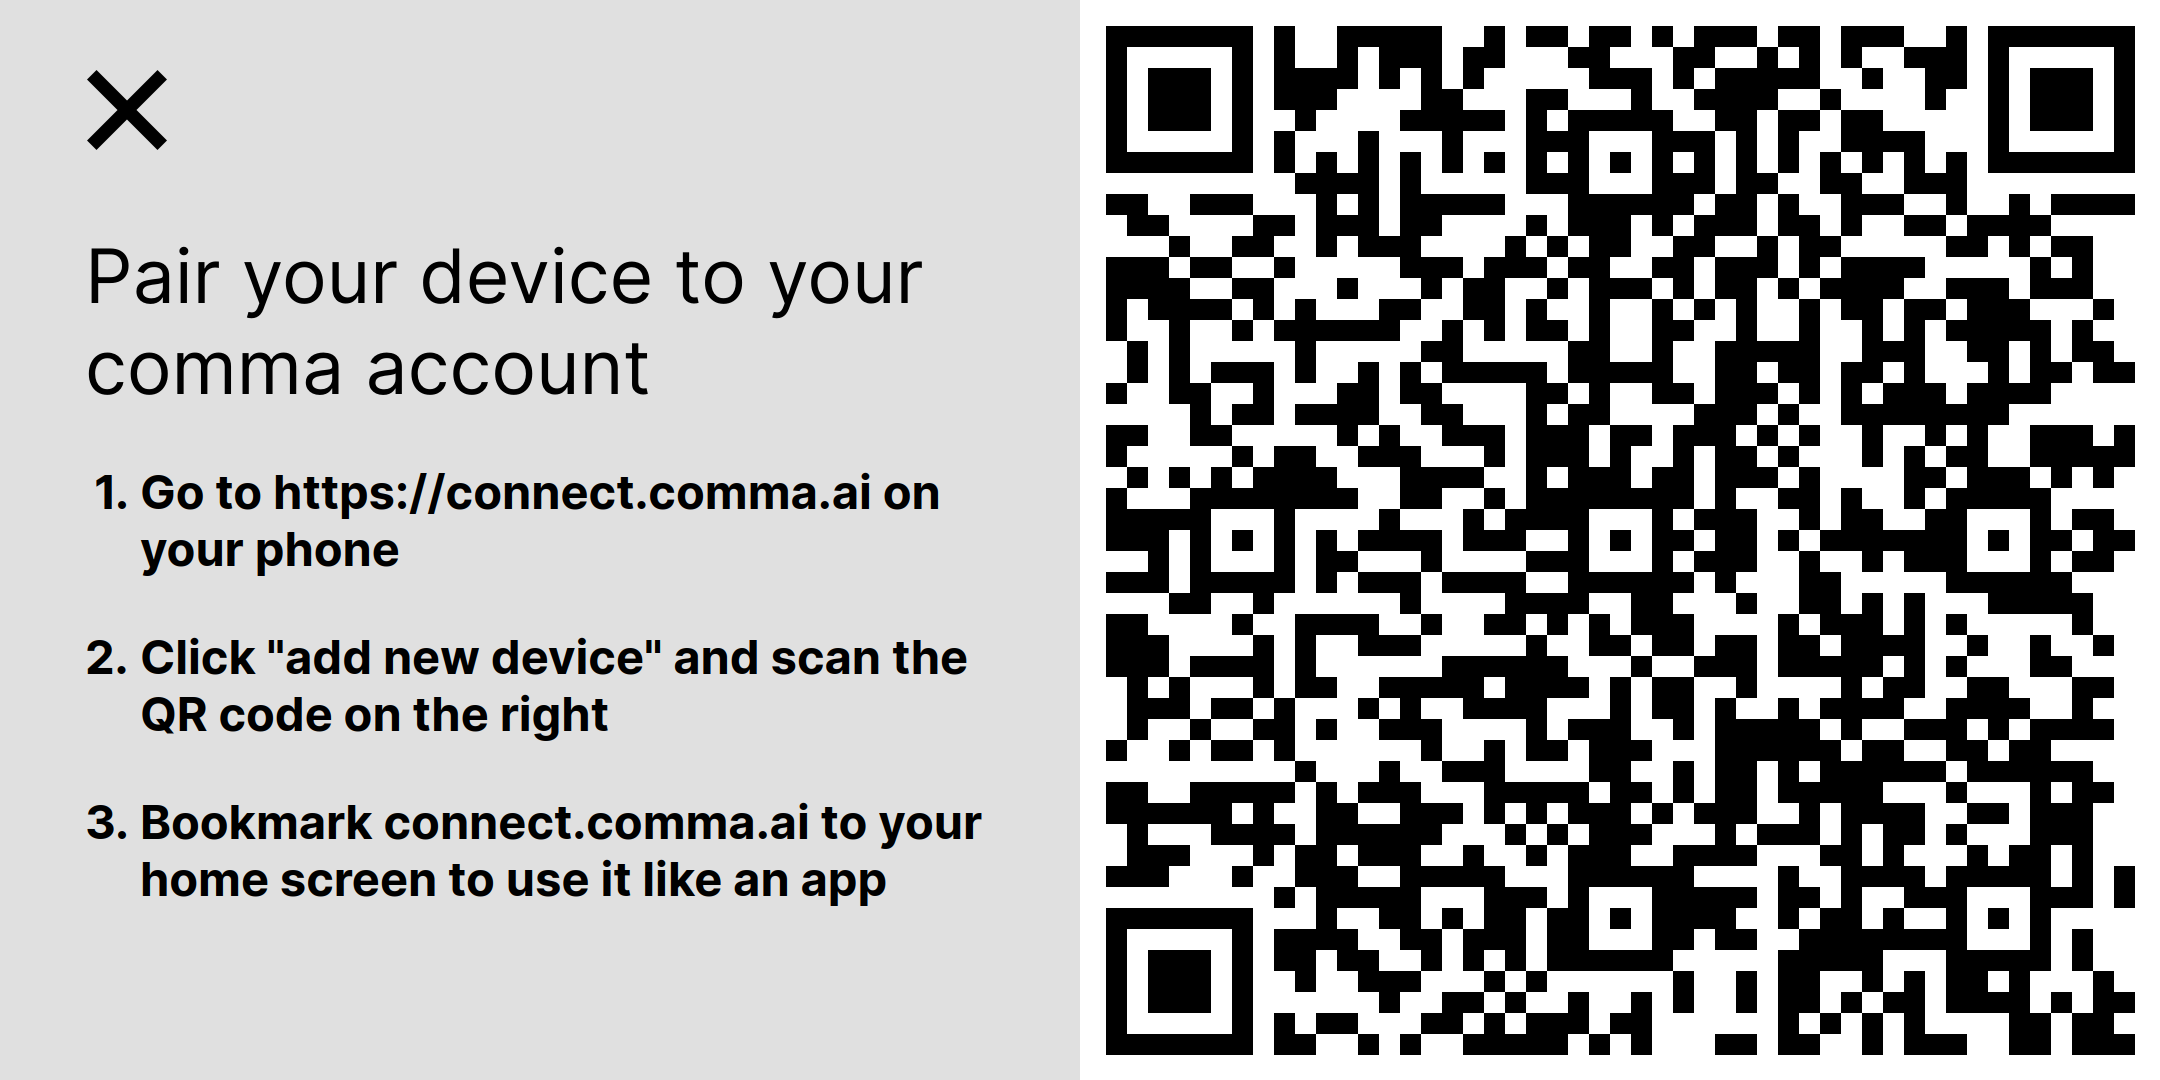 Pair your device to your
comma account
1. Go to https://connect.comma.ai on
your phone
2. Click "add new device" and scan the
QR code on the right
3. Bookmark connect.comma.ai to your
home screen to use it like an app